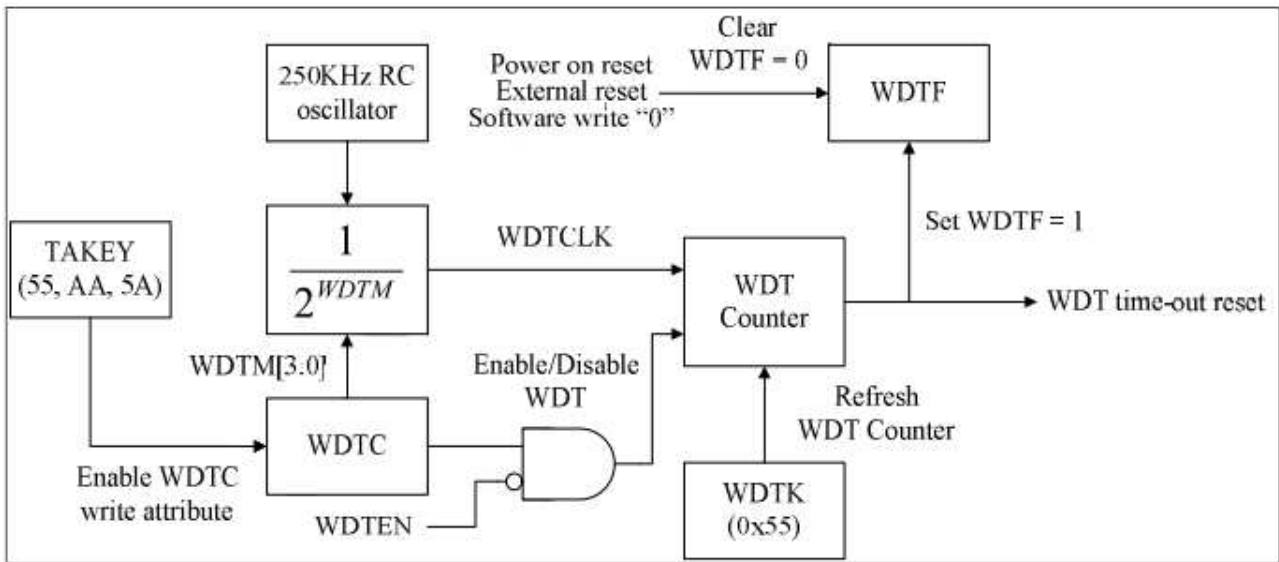 250KHz RC
oscillator
Clear
WDTF = 0
Power on reset
External reset
Software write “0”
WDTF
TAKEY
(55, AA, 5A)
1
2^WDTM
WDTCLK
WDT
Counter
Set WDTF = 1
WDT time-out reset
WDTM[3:0]
Enable/Disable
WDT
Refresh
WDT Counter
WDTC
Enable WDTC
write attribute
WDTEN
WDTK
(0x55)